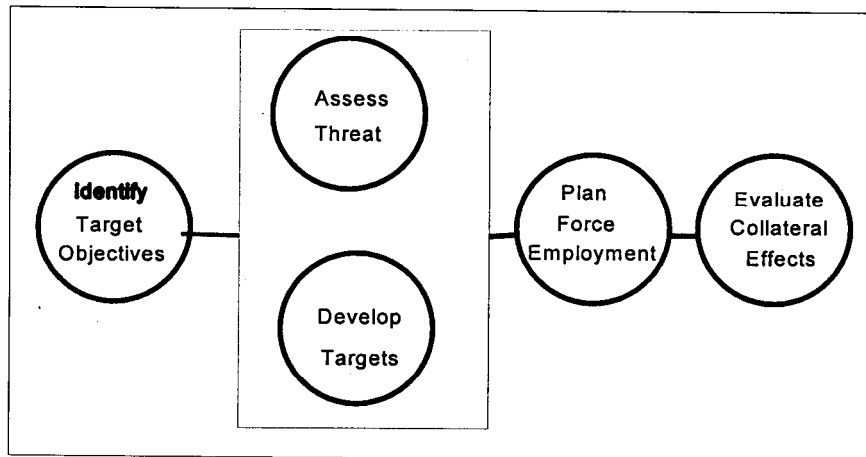 Identify
Target
Objectives
Assess
Threat
Develop
Targets
Plan
Force
Employment
Evaluate
Collateral
Effects